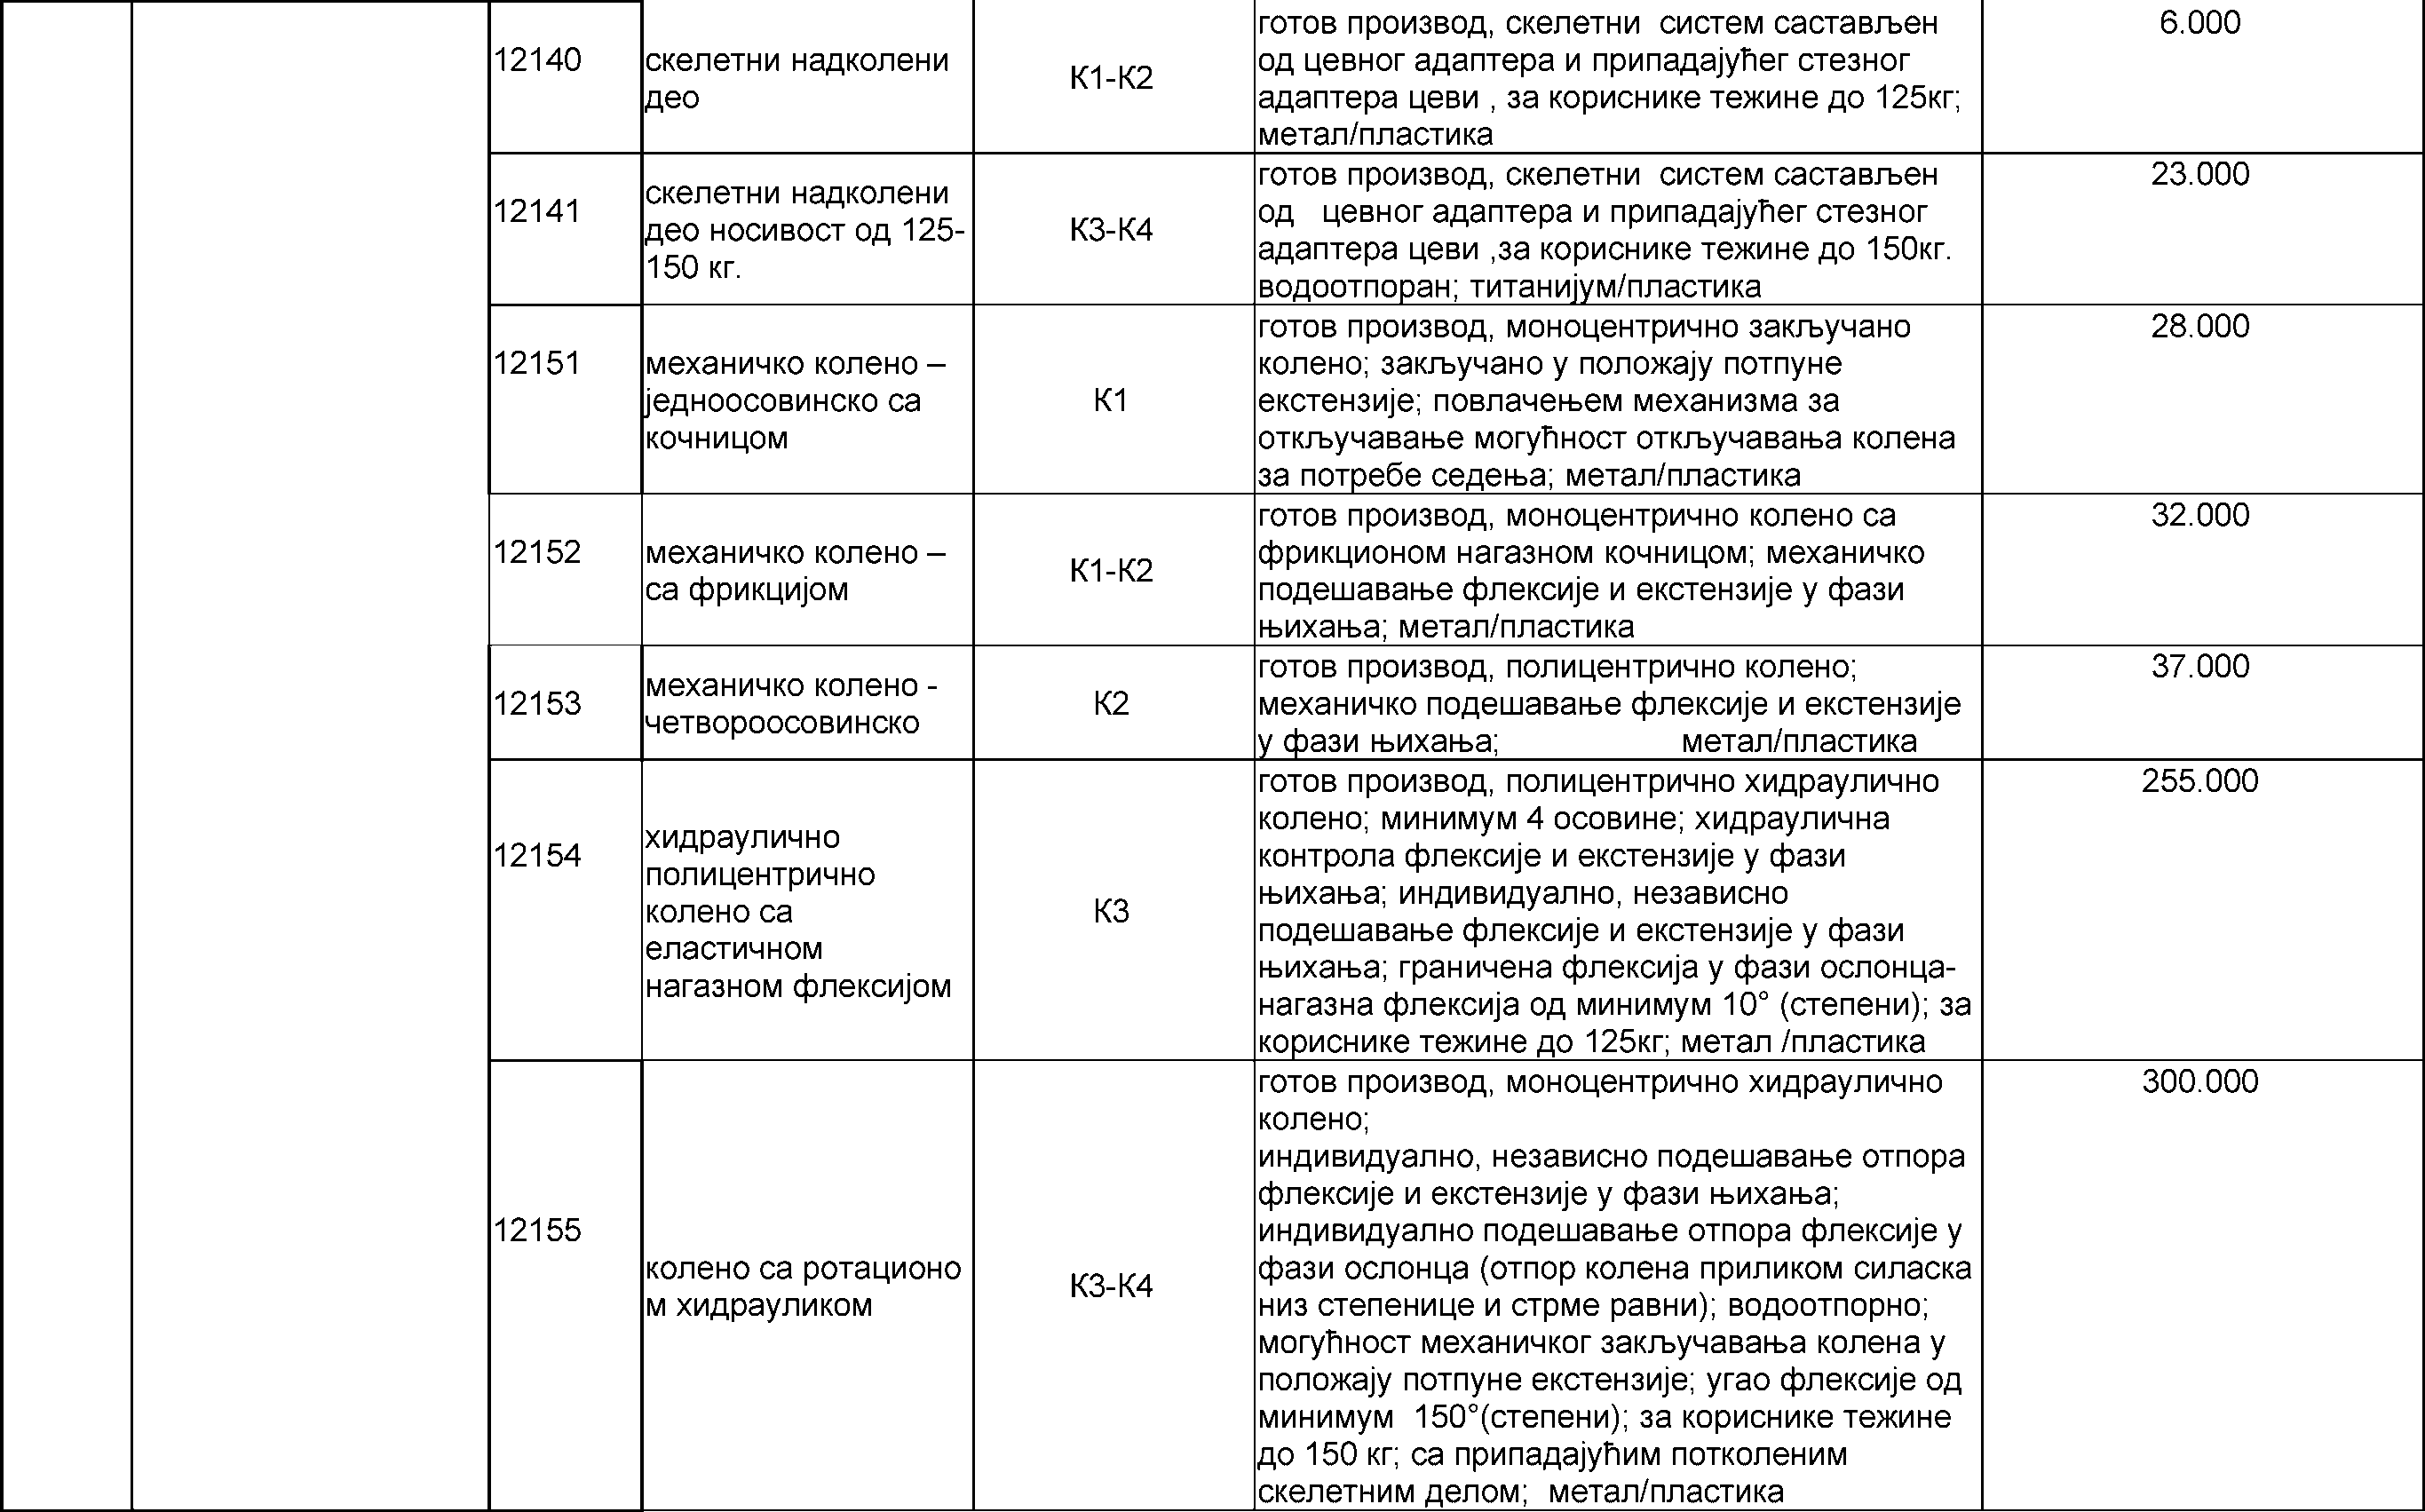 12140
скелетни надколени
део
К1-К2
готов производ, скелетни  систем састављен
од цевног адаптера и припадајућег стезног
адаптера цеви , за кориснике тежине до 125кг;
метал/пластика
6.000
12141
скелетни надколени
део носивост од 125-
150 кг.
К3-К4
готов производ, скелетни  систем састављен
од   цевног адаптера и припадајућег стезног
адаптера цеви ,за кориснике тежине до 150кг.
водоотпоран; титанијум/пластика
23.000
12151
механичко колено –
једноосовинско са
кочницом
К1
готов производ, моноцентрично закључано
колено; закључано у положају потпуне
екстензије; повлачењем механизма за
откључавање могућност откључавања колена
за потребе седења; метал/пластика
28.000
12152
механичко колено –
са фрикцијом
К1-К2
готов производ, моноцентрично колено са
фрикционом нагазном кочницом; механичко
подешавање флексије и екстензије у фази
њихања; метал/пластика
32.000
12153
механичко колено -
четвороосовинско
К2
готов производ, полицентрично колено;
механичко подешавање флексије и екстензије
у фази њихања; метал/пластика
37.000
12154
хидраулично
полицентрично
колено са
еластичном
нагазном флексијом
К3
готов производ, полицентрично хидраулично
колено; минимум 4 осовине; хидраулична
контрола флексије и екстензије у фази
њихања; индивидуално, независно
подешавање флексије и екстензије у фази
њихања; граничена флексија у фази ослонца-
нагазна флексија од минимум 10° (степени); за
кориснике тежине до 125кг; метал /пластика
255.000
12155
колено са ротационо
м хидрауликом
К3-К4
готов производ, моноцентрично хидраулично
колено;
индивидуално, независно подешавање отпора
флексије и екстензије у фази њихања;
индивидуално подешавање отпора флексије у
фази ослонца (отпор колена приликом силаска
низ степенице и стрме равни); водоотпорно;
могућност механичког закључавања колена у
положају потпуне екстензије; угао флексије од
минимум  150°(степени); за кориснике тежине
до 150 кг; са припадајућим потколеним
скелетним делом;  метал/пластика
300.000